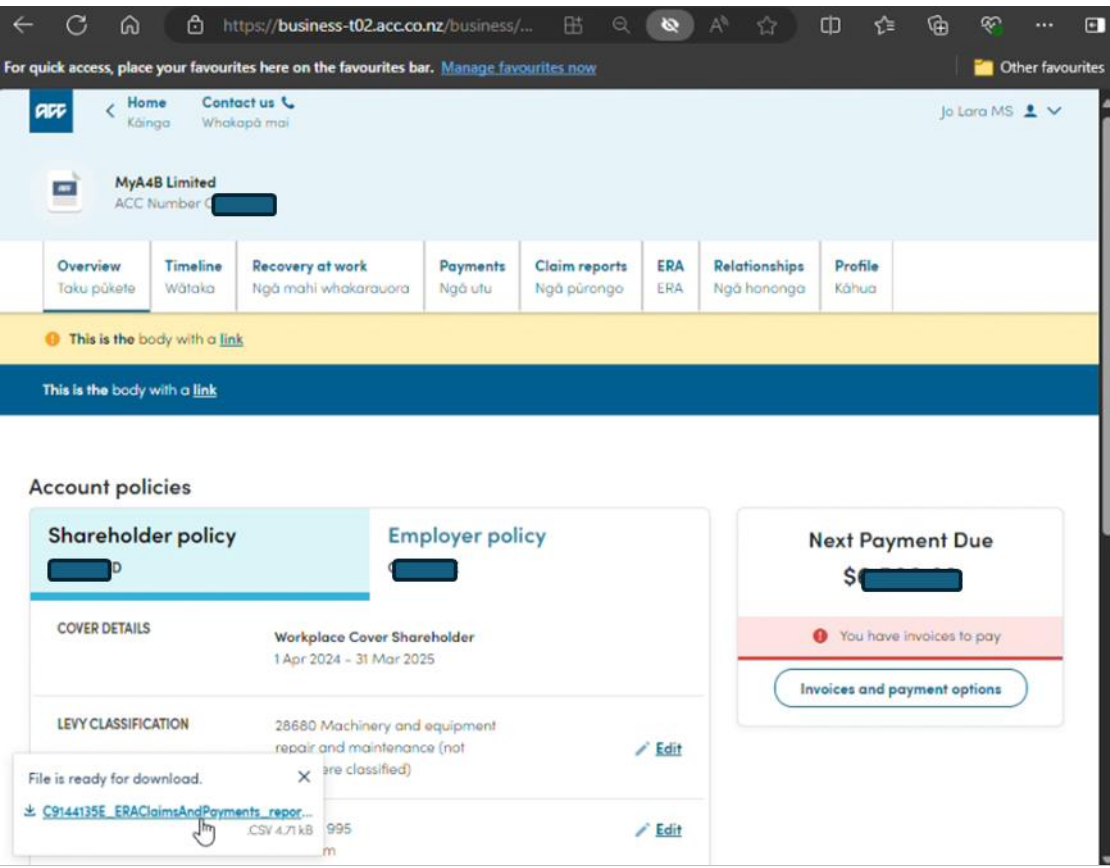 https://business-t02.acc.co.nz/business/...
For quick access, place your favourites here on the favourites bar. Manage favourites now
Other favourites
acc
Home
Kāinga
Contact us
Whakapā mai
Jo Lara MS
MyA4B Limited
ACC Number
Overview
Taku pūkete
Timeline
Wātaka
Recovery at work
Ngā mahi whakarauora
Payments
Ngā utu
Claim reports
Ngā pūrongo
ERA
ERA
Relationships
Ngā hononga
Profile
Kāhua
This is the body with a link
This is the body with a link
Account policies
Shareholder policy
D
Employer policy
Next Payment Due
$
You have invoices to pay
Invoices and payment options
COVER DETAILS
Workplace Cover Shareholder
1 Apr 2024 - 31 Mar 2025
LEVY CLASSIFICATION
28680 Machinery and equipment
repair and maintenance (not
ere classified)
Edit
File is ready for download.
C9144135E_ERAClaimsAndPayments_repor...
.CSV 4.71 kB
995
m
Edit